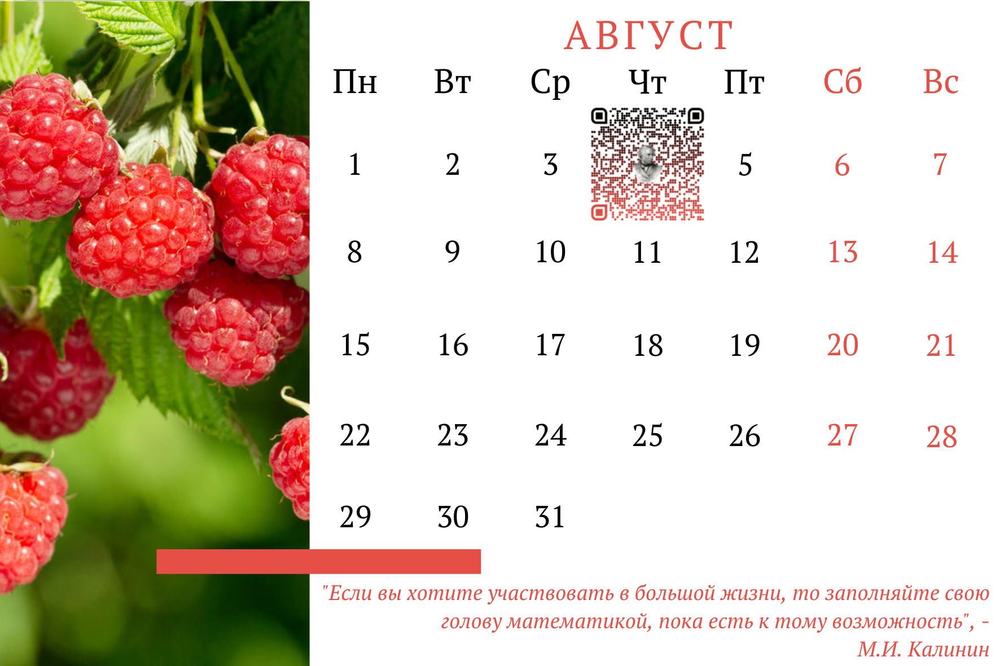 АВГУСТ
Пн Вт Ср Чт Пт Сб Вс
1 2 3 5 6 7
8 9 10 11 12 13 14
15 16 17 18 19 20 21
22 23 24 25 26 27 28
29 30 31
"Если вы хотите участвовать в большой жизни, то заполняйте свою
голову математикой, пока есть к тому возможность", -
М.И. Калинин